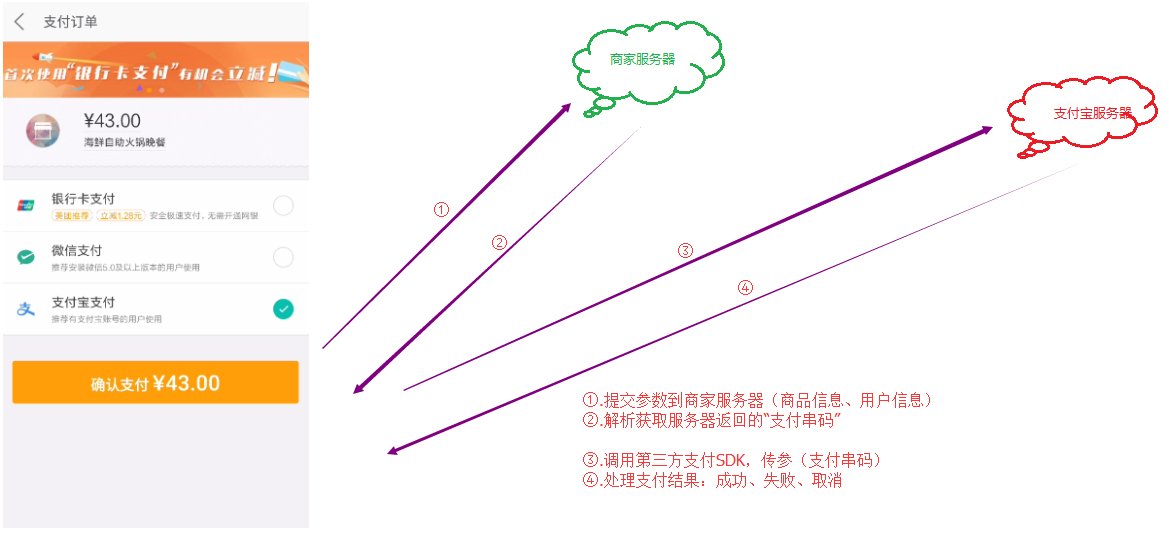 支付订单
首次使用“银行卡支付”有机会立减!
¥43.00
海鲜自助火锅晚餐
银行卡支付
美团推荐 立减1.28元 安全极速支付,无需开通网银
微信支付
推荐安装微信5.0及以上版本的用户使用
支付宝支付
推荐有支付宝账号的用户使用
确认支付 ¥43.00
商家服务器
支付宝服务器
①
②
③
④
①.提交参数到商家服务器(商品信息、用户信息)
②.解析获取服务器返回的“支付串码”
③.调用第三方支付SDK,传参(支付串码)
④.处理支付结果:成功、失败、取消